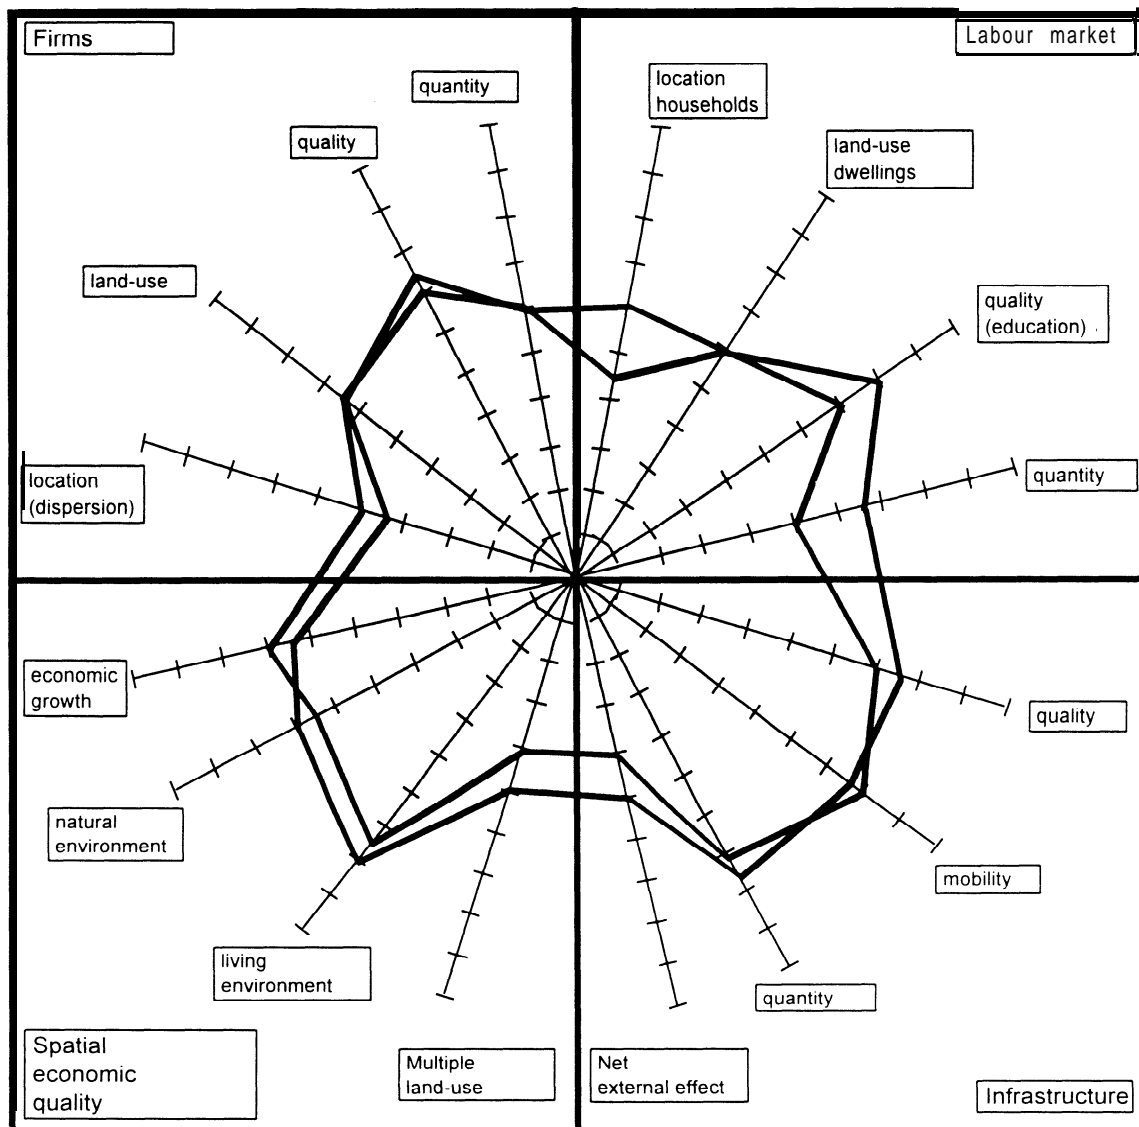 Firms
Labour market
quantity
location
households
quality
land-use
dwellings
land-use
quality
(education)
location
(dispersion)
quantity
economic
growth
quality
natural
environment
mobility
living
environment
quantity
Spatial
economic
quality
Multiple
land-use
Net
external effect
Infrastructure